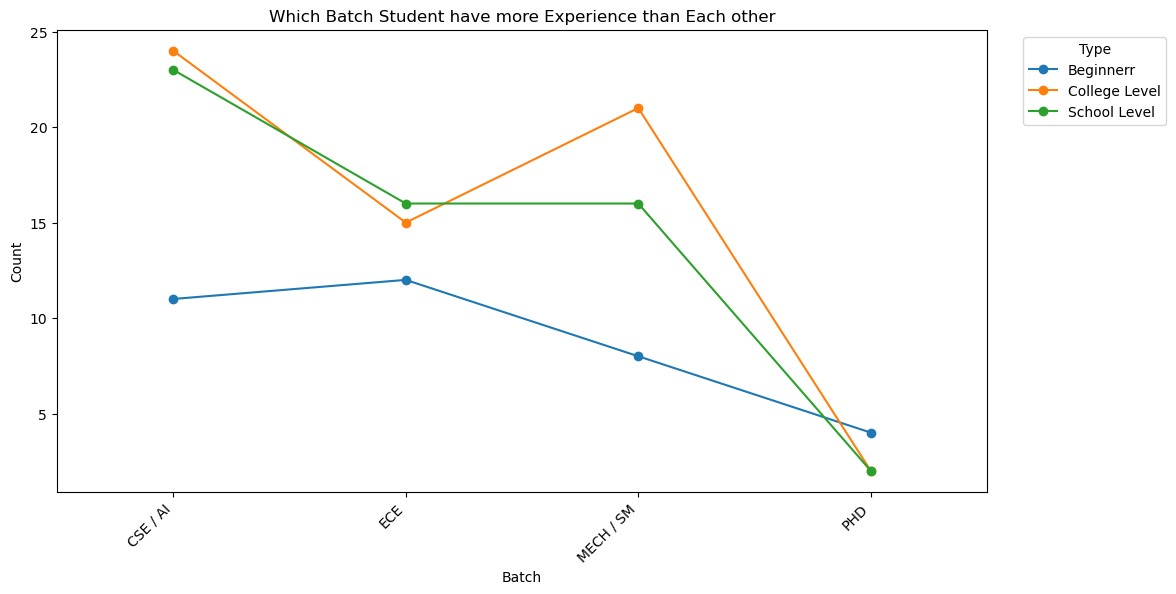 Which Batch Student have more Experience than Each other
25
20
15
10
5
Count
CSE / AI
ECE
MECH / SM
PHD
Batch
Type
Beginnerr
College Level
School Level